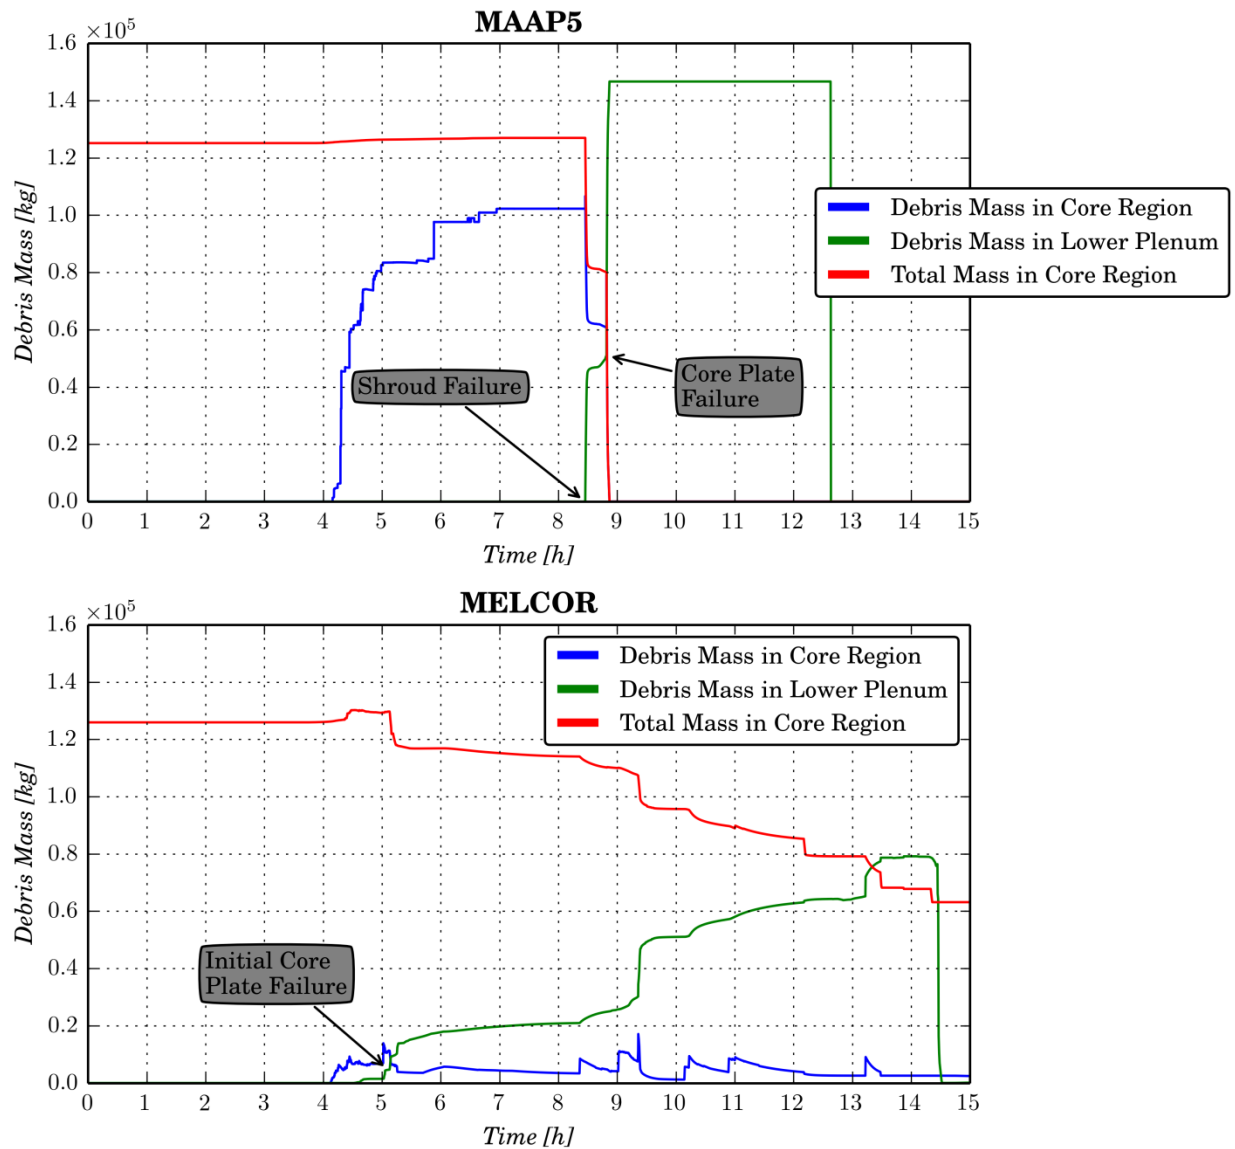 MAAP5
×10⁵
1.6
1.4
1.2
1.0
0.8
0.6
0.4
0.2
0.0
Debris Mass [kg]
Debris Mass in Core Region
Debris Mass in Lower Plenum
Total Mass in Core Region
Shroud Failure
Core Plate
Failure
0 1 2 3 4 5 6 7 8 9 10 11 12 13 14 15
Time [h]
MELCOR
×10⁵
1.6
1.4
1.2
1.0
0.8
0.6
0.4
0.2
0.0
Debris Mass [kg]
Debris Mass in Core Region
Debris Mass in Lower Plenum
Total Mass in Core Region
Initial Core
Plate Failure
0 1 2 3 4 5 6 7 8 9 10 11 12 13 14 15
Time [h]